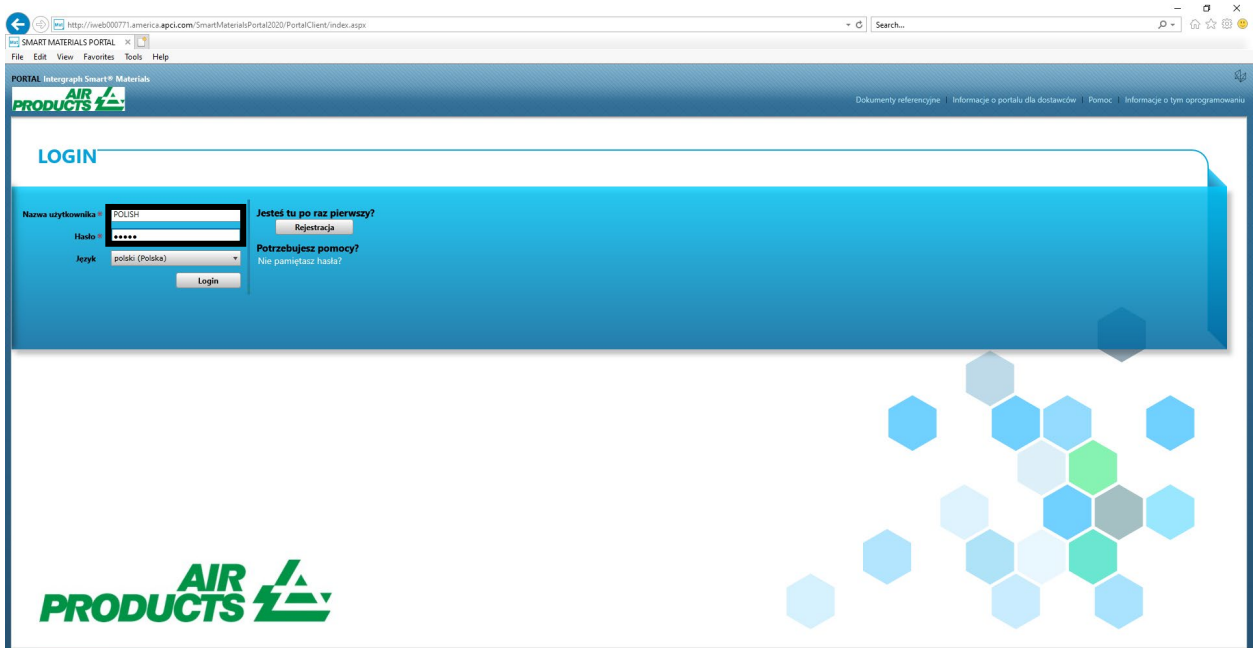 http://iweb000771.america.apci.com/SmartMaterialsPortal2020/PortalClient/index.aspx
Search...
SMART MATERIALS PORTAL
File Edit View Favorites Tools Help
PORTAL Intergraph Smart® Materials
AIR
PRODUCTS
Dokumenty referencyjne | Informacje o portalu dla dostawców | Pomoc | Informacje o tym oprogramowaniu
LOGIN
Nazwa użytkownika * POLISH
Hasło * •••••
Język polski (Polska)
Login
Jesteś tu po raz pierwszy?
Rejestracja
Potrzebujesz pomocy?
Nie pamiętasz hasła?
AIR
PRODUCTS